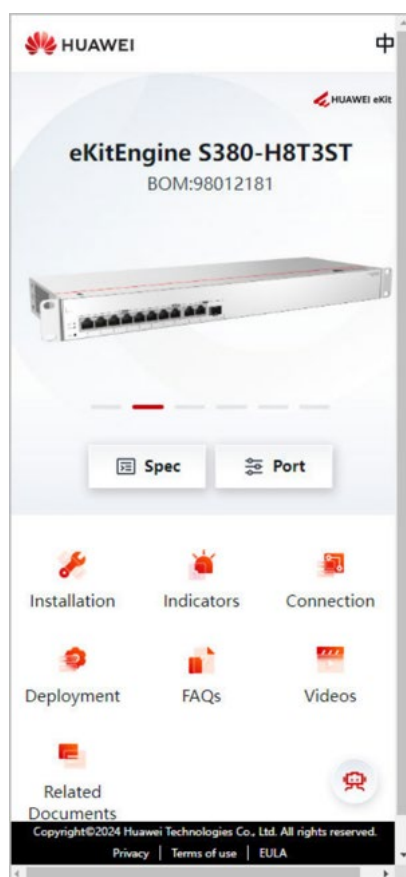 HUAWEI 中
HUAWEI eKit
eKitEngine S380-H8T3ST
BOM:98012181
Spec Port
Installation Indicators Connection
Deployment FAQs Videos
Related
Documents
Copyright©2024 Huawei Technologies Co., Ltd. All rights reserved.
Privacy | Terms of use | EULA